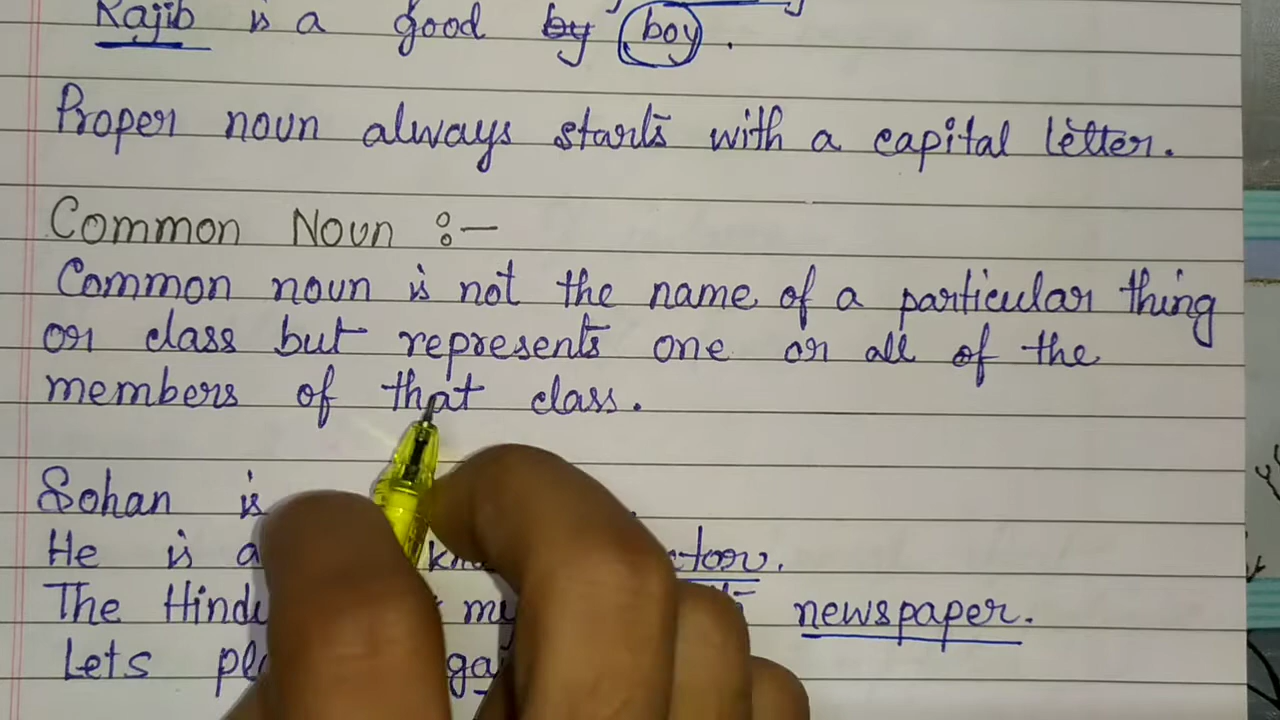 Rajib is a good by boy.
Proper noun always starts with a capital letter.
Common Noun :-
Common noun is not the name of a particular thing
or class but represents one or all of the
members of that class.
Sohan is
He is a
The my newspaper.
Lets